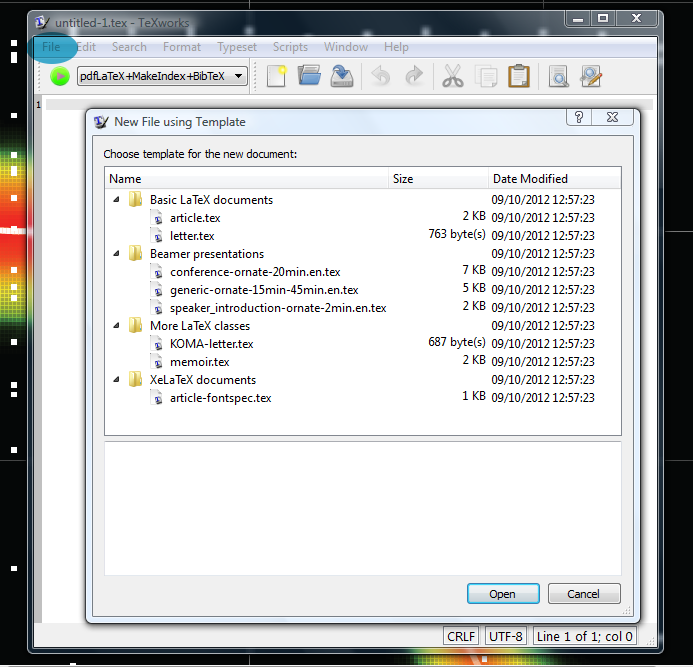 untitled-1.tex - TeXworks
File Edit Search Format Typeset Scripts Window Help
pdfLaTeX+MakeIndex+BibTeX
1
New File using Template
Choose template for the new document:
Name Size Date Modified
Basic LaTeX documents 09/10/2012 12:57:23
article.tex 2 KB 09/10/2012 12:57:23
letter.tex 763 byte(s) 09/10/2012 12:57:23
Beamer presentations 09/10/2012 12:57:23
conference-ornate-20min.en.tex 7 KB 09/10/2012 12:57:23
generic-ornate-15min-45min.en.tex 5 KB 09/10/2012 12:57:23
speaker_introduction-ornate-2min.en.tex 2 KB 09/10/2012 12:57:23
More LaTeX classes 09/10/2012 12:57:23
KOMA-letter.tex 687 byte(s) 09/10/2012 12:57:23
memoir.tex 2 KB 09/10/2012 12:57:23
XeLaTeX documents 09/10/2012 12:57:23
article-fontspec.tex 1 KB 09/10/2012 12:57:23
Open Cancel
CRLF UTF-8 Line 1 of 1; col 0